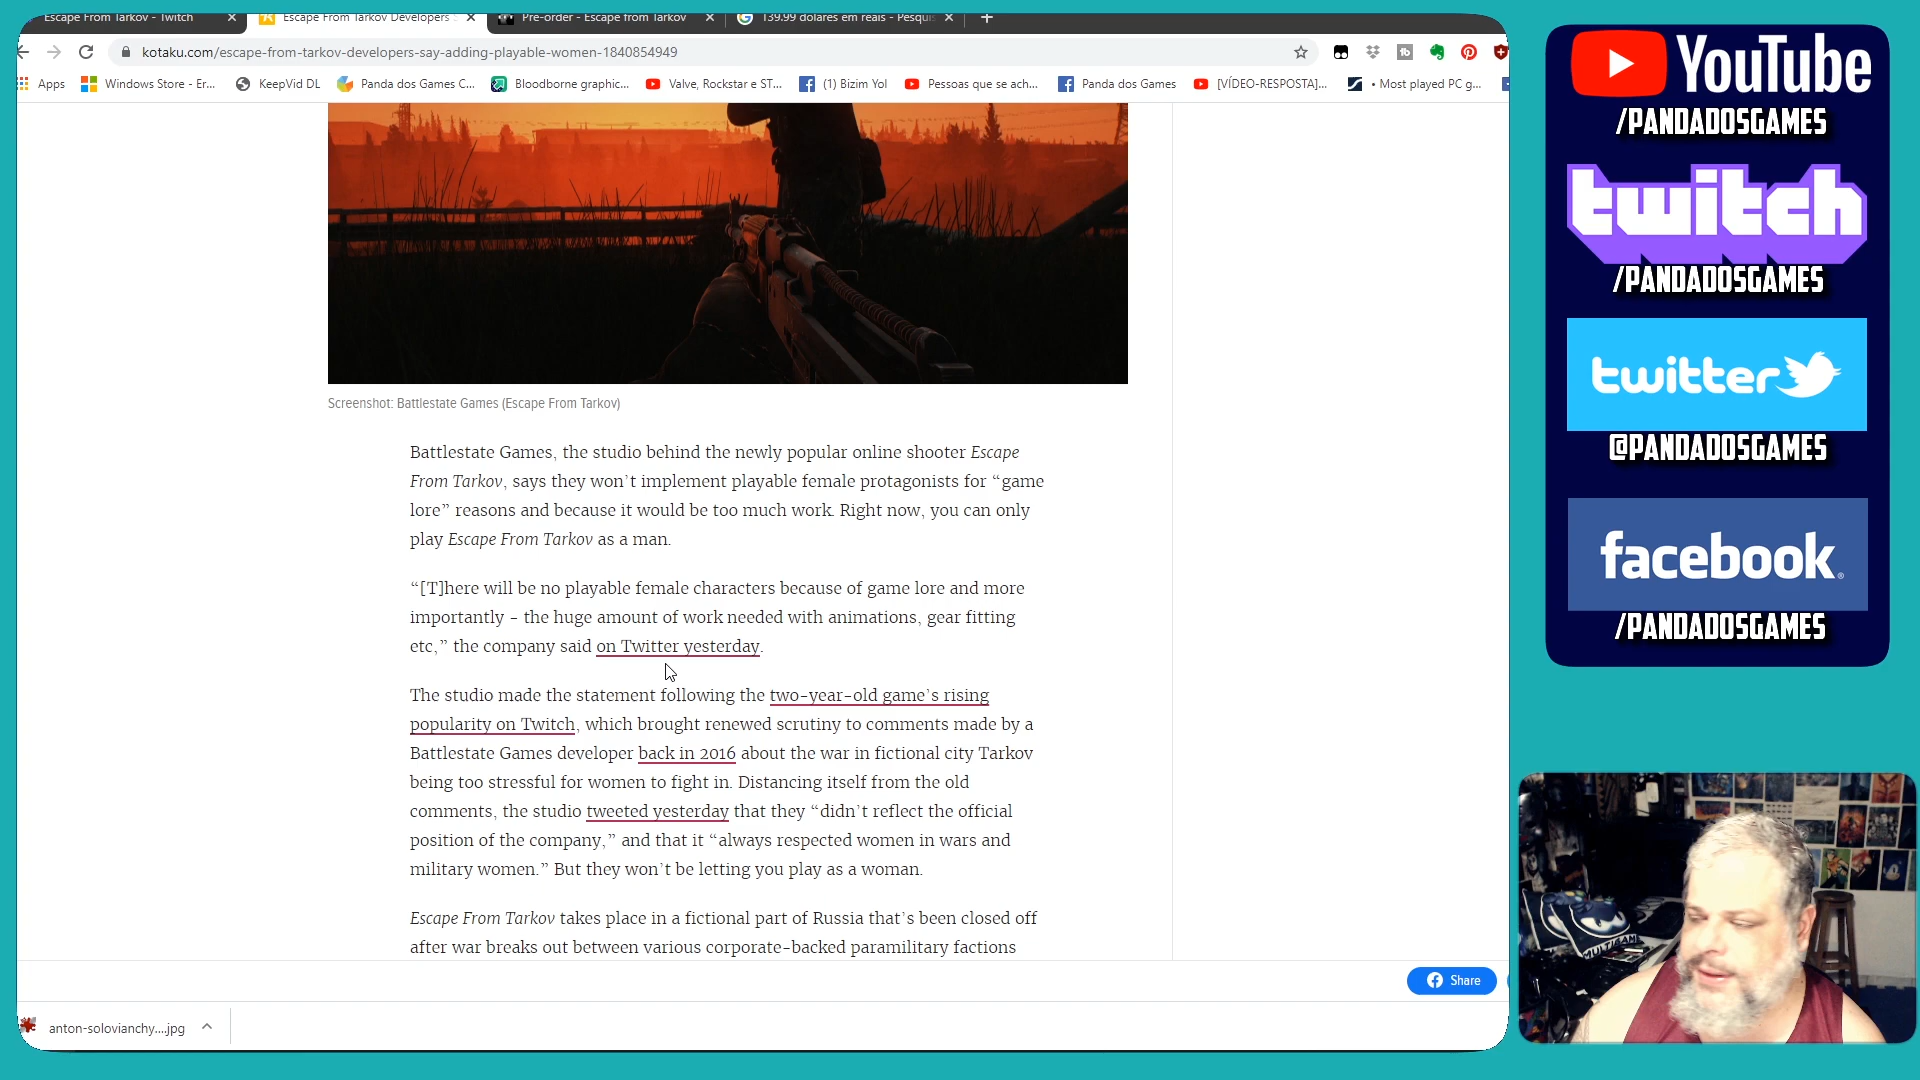 Escape From Tarkov - Twitch
Escape From Tarkov Developers
Pre-order - Escape from Tarkov
139.99 dolares em reais - Pesqui
kotaku.com/escape-from-tarkov-developers-say-adding-playable-women-1840854949
Apps
Windows Store - Er...
KeepVid DL
Panda dos Games C...
Bloodborne graphic...
Valve, Rockstar e ST...
(1) Bizim Yol
Pessoas que se ach...
Panda dos Games
[VÍDEO-RESPOSTA]...
• Most played PC g...
Screenshot: Battlestate Games (Escape From Tarkov)
Battlestate Games, the studio behind the newly popular online shooter Escape
From Tarkov, says they won’t implement playable female protagonists for “game
lore” reasons and because it would be too much work. Right now, you can only
play Escape From Tarkov as a man.
“[T]here will be no playable female characters because of game lore and more
importantly - the huge amount of work needed with animations, gear fitting
etc,” the company said on Twitter yesterday.
The studio made the statement following the two-year-old game’s rising
popularity on Twitch, which brought renewed scrutiny to comments made by a
Battlestate Games developer back in 2016 about the war in fictional city Tarkov
being too stressful for women to fight in. Distancing itself from the old
comments, the studio tweeted yesterday that they “didn’t reflect the official
position of the company,” and that it “always respected women in wars and
military women.” But they won’t be letting you play as a woman.
Escape From Tarkov takes place in a fictional part of Russia that’s been closed off
after war breaks out between various corporate-backed paramilitary factions
Share
anton-solovianchy....jpg
YouTube
/PANDADOSGAMES
twitch
/PANDADOSGAMES
twitter
@PANDADOSGAMES
facebook
/PANDADOSGAMES